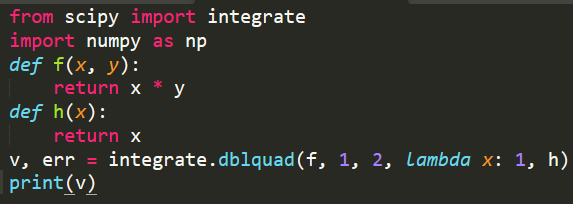 from scipy import integrate
import numpy as np
def f(x, y):
    return x * y
def h(x):
    return x
v, err = integrate.dblquad(f, 1, 2, lambda x: 1, h)
print(v)